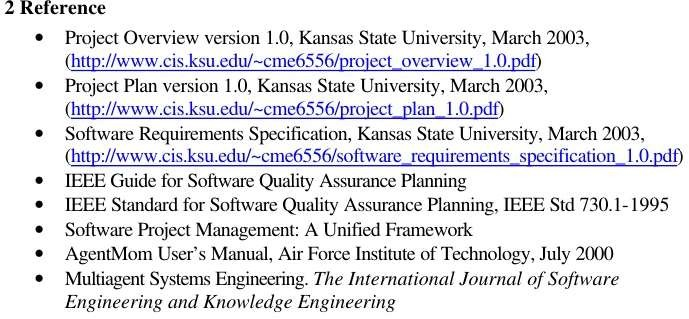 2 Reference
• Project Overview version 1.0, Kansas State University, March 2003,
(http://www.cis.ksu.edu/~cme6556/project_overview_1.0.pdf)
• Project Plan version 1.0, Kansas State University, March 2003,
(http://www.cis.ksu.edu/~cme6556/project_plan_1.0.pdf)
• Software Requirements Specification, Kansas State University, March 2003,
(http://www.cis.ksu.edu/~cme6556/software_requirements_specification_1.0.pdf)
• IEEE Guide for Software Quality Assurance Planning
• IEEE Standard for Software Quality Assurance Planning, IEEE Std 730.1-1995
• Software Project Management: A Unified Framework
• AgentMom User’s Manual, Air Force Institute of Technology, July 2000
• Multiagent Systems Engineering. The International Journal of Software
Engineering and Knowledge Engineering